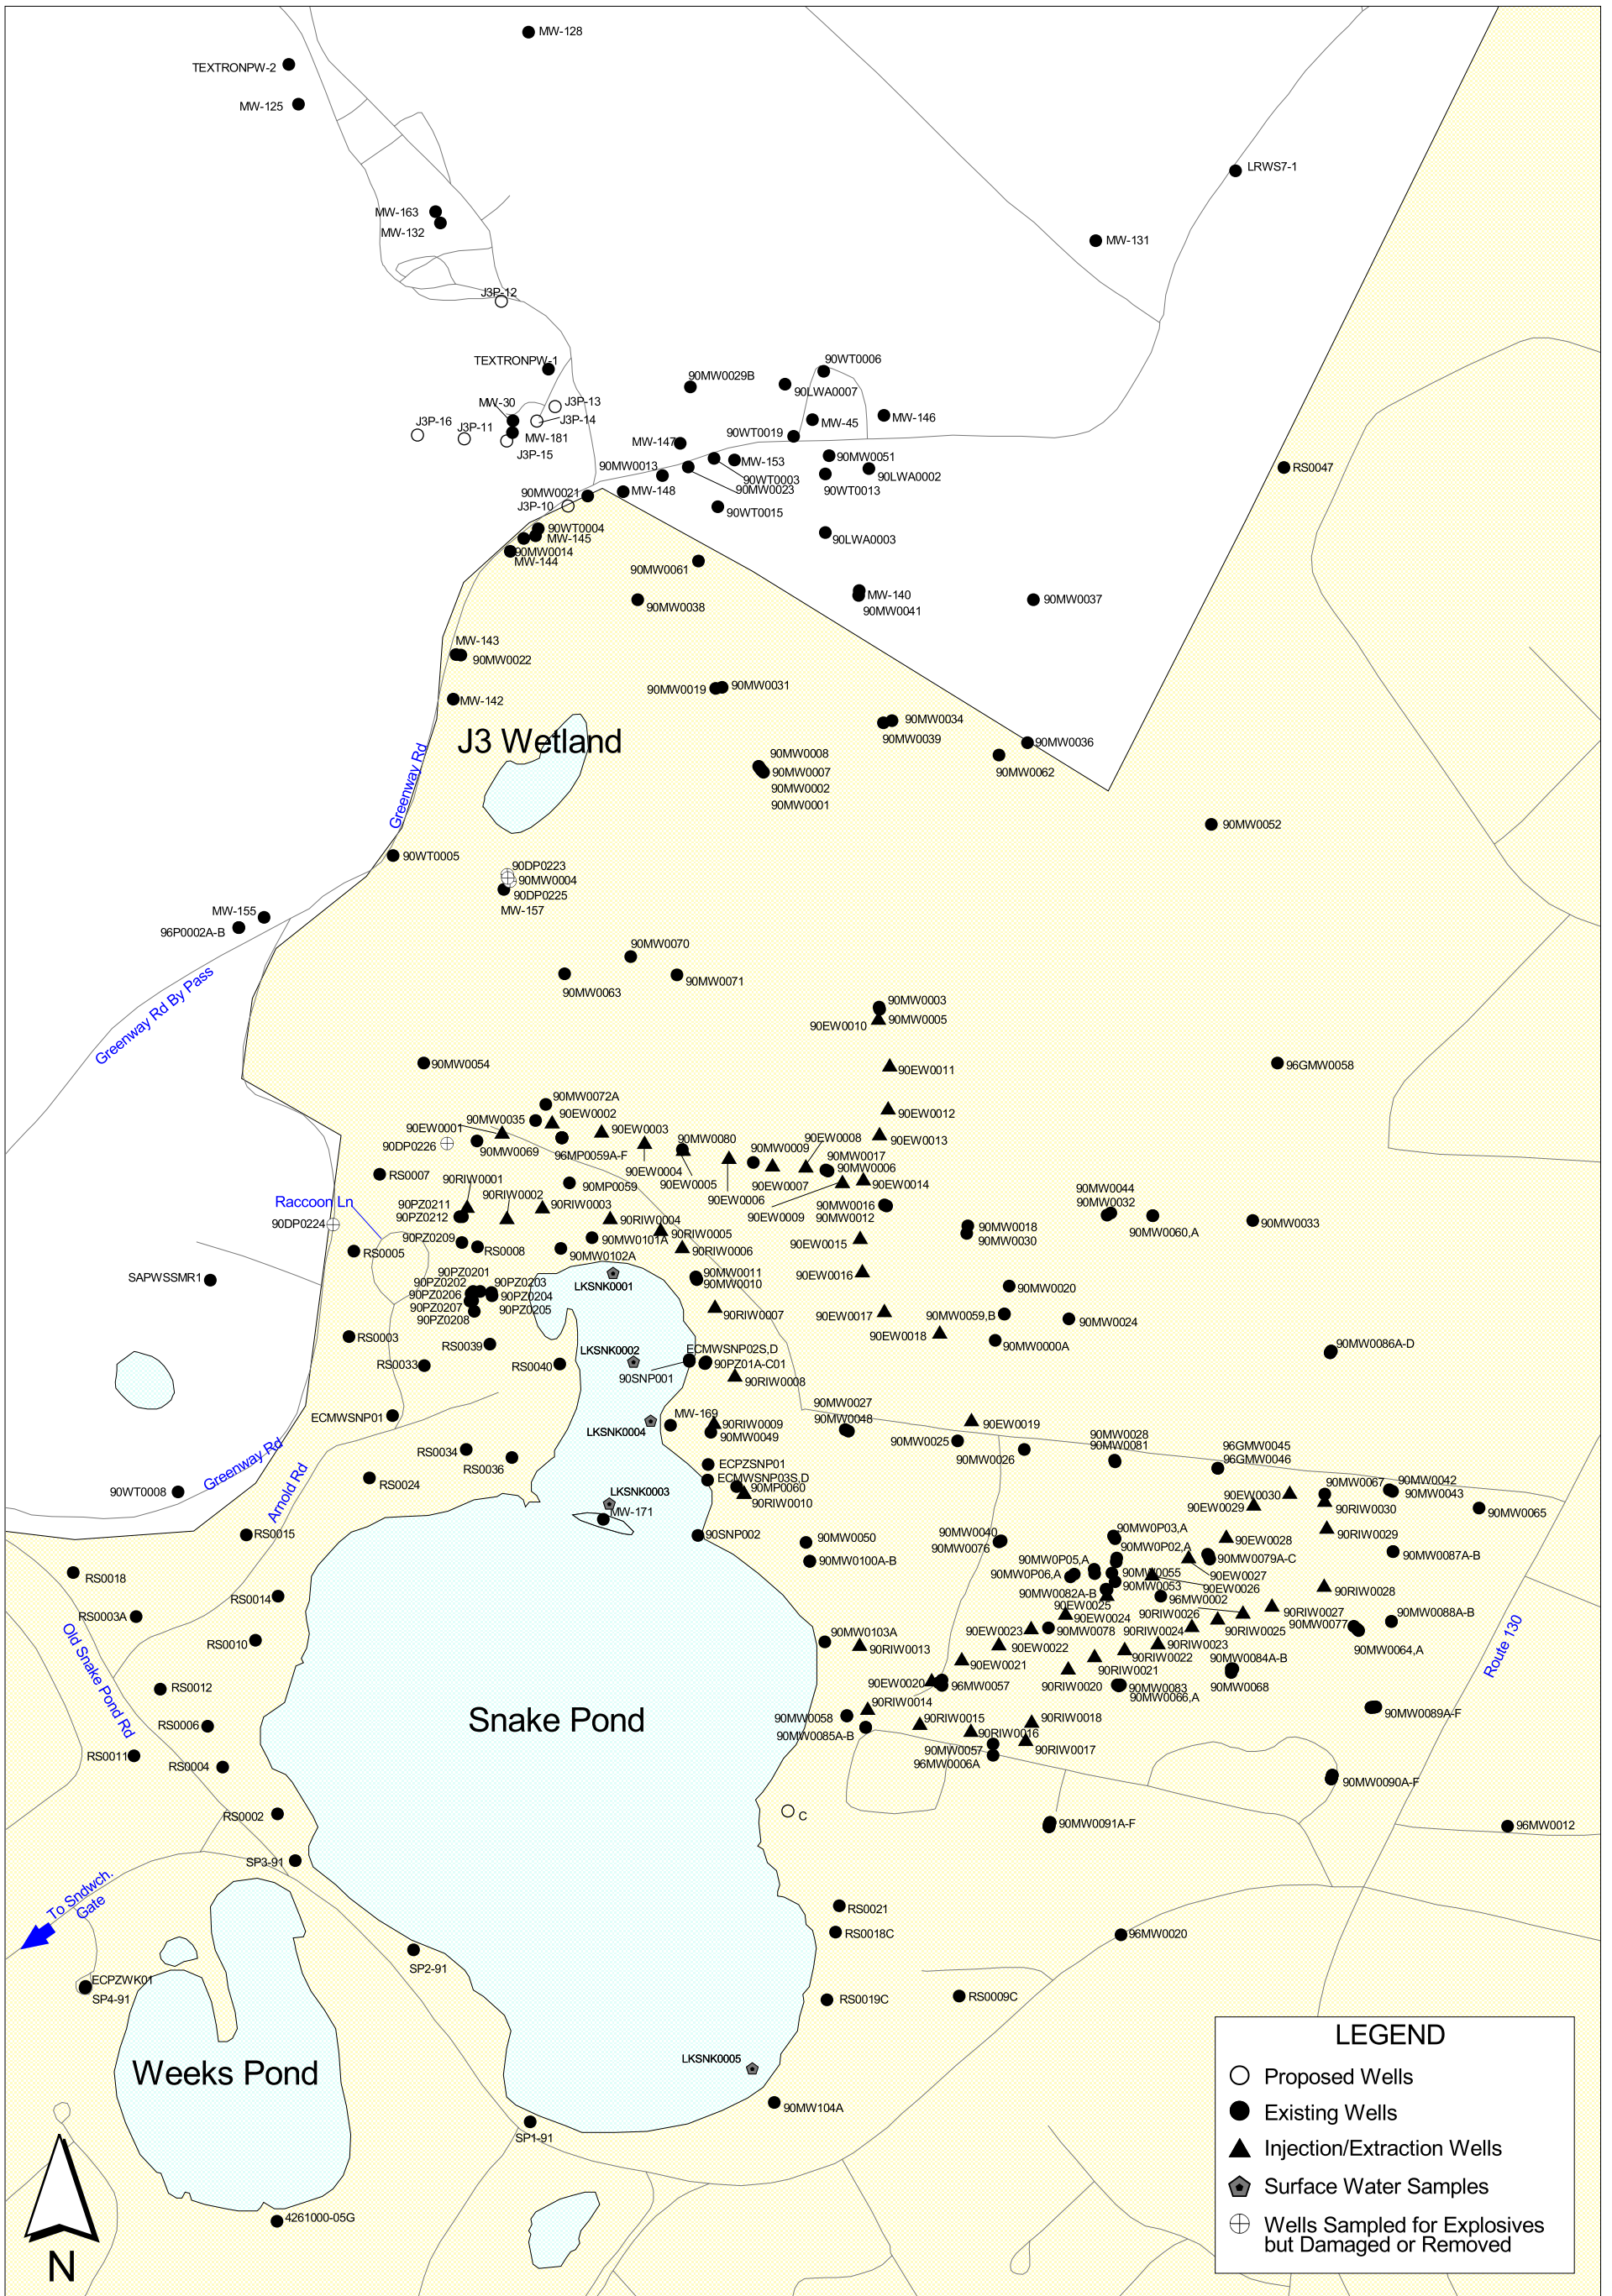 MW-128
TEXTRONPW-2
MW-125
LRWS7-1
MW-163
MW-132
MW-131
J3P-12
TEXTRONPW-1
90WT0006
90MW0029B
90LWA0007
MW-30
J3P-13
J3P-14
J3P-16
J3P-11
MW-181
J3P-15
MW-45
MW-146
90WT0019
MW-147
90MW0013
MW-153
90WT0003
90MW0023
90MW0051
90LWA0002
90WT0013
RS0047
90MW0021
MW-148
J3P-10
90WT0015
90WT0004
MW-145
90MW0014
MW-144
90LWA0003
90MW0061
90MW0038
MW-140
90MW0041
90MW0037
MW-143
90MW0022
90MW0019
90MW0031
MW-142
J3 Wetland
90MW0034
90MW0039
90MW0036
90MW0062
90MW0008
90MW0007
90MW0002
90MW0001
Greenway Rd
90MW0052
90WT0005
90DP0223
90MW0004
90DP0225
MW-157
MW-155
96P0002A-B
Greenway Rd By Pass
90MW0070
90MW0063
90MW0071
90MW0003
90EW0010
90MW0005
90MW0054
90EW0011
96GMW0058
90MW0072A
90MW0035
90EW0002
90EW0012
90EW0001
90EW0003
90EW0013
90DP0226
90MW0069
96MP0059A-F
90MW0080
90EW0004
90EW0005
90MW0009
90EW0008
90MW0017
90MW0006
90EW0007
90EW0014
90EW0006
90EW0009
RS0007
90RIW0001
90RIW0002
90MP0059
90RIW0003
Raccoon Ln
90PZ0211
90PZ0212
90DP0224
90RIW0004
90RIW0005
90MW0016
90MW0012
90MW0044
90MW0032
90MW0060,A
90MW0033
90PZ0209
RS0008
90MW0101A
90MW0102A
90RIW0006
90EW0015
90MW0018
90MW0030
RS0005
SAPWSSMR1
90PZ0201
90PZ0202
90PZ0203
90PZ0206
90PZ0204
90PZ0207
90PZ0205
90PZ0208
LKSNK0001
90MW0011
90MW0010
90EW0016
90MW0020
90RIW0007
90EW0017
90MW0059,B
90MW0024
90EW0018
90MW0000A
RS0003
RS0039
RS0033
RS0040
LKSNK0002
ECMWSNP02S,D
90PZ01A-C01
90SNP001
90RIW0008
90MW0086A-D
ECMWSNP01
MW-169
LKSNK0004
90RIW0009
90MW0049
90MW0027
90MW0048
90EW0019
90MW0025
90MW0026
90MW0028
90MW0081
96GMW0045
96GMW0046
RS0034
RS0036
Greenway Rd
RS0024
Arnold Rd
90WT0008
ECPZSNP01
ECMWSNP03S,D
90MP0060
90RIW0010
LKSNK0003
MW-171
90MW0067
90MW0042
90MW0043
90EW0030
90EW0029
90RIW0030
90MW0065
RS0015
90SNP002
90MW0050
90MW0100A-B
90MW0040
90MW0076
90MW0P03,A
90EW0028
90RIW0029
90MW0P02,A
90MW0079A-C
90MW0087A-B
90MW0P05,A
90MW0P06,A
90MW0055
90EW0027
90MW0053
90EW0026
90MW0082A-B
96MW0002
90RIW0028
RS0018
RS0003A
RS0014
90EW0025
90EW0024
90RIW0026
90RIW0027
90MW0088A-B
90EW0023
90MW0078
90RIW0024
90RIW0025
90MW0077
90MW0064,A
Old Snake Pond Rd
RS0010
90MW0103A
90RIW0013
90EW0022
90RIW0023
90RIW0022
90EW0021
90RIW0021
90MW0084A-B
90MW0068
Route 130
RS0012
90EW0020
96MW0057
90RIW0020
90MW0083
90MW0066,A
90RIW0014
Snake Pond
90MW0058
90MW0085A-B
90RIW0015
90RIW0016
90RIW0018
90MW0089A-F
RS0006
90MW0057
90RIW0017
96MW0006A
RS0011
RS0004
90MW0090A-F
RS0002
C
90MW0091A-F
96MW0012
SP3-91
To Sndwch.
Gate
RS0021
RS0018C
96MW0020
SP2-91
ECPZWK01
SP4-91
RS0019C
RS0009C
LKSNK0005
Weeks Pond
90MW104A
SP1-91
4261000-05G
N
LEGEND
Proposed Wells
Existing Wells
Injection/Extraction Wells
Surface Water Samples
Wells Sampled for Explosives
but Damaged or Removed